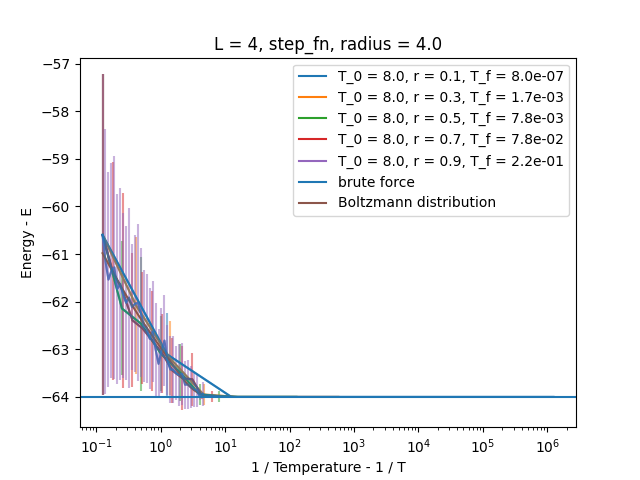 L = 4, step_fn, radius = 4.0
Energy - E
−57
−58
−59
−60
−61
−62
−63
−64
T_0 = 8.0, r = 0.1, T_f = 8.0e-07
T_0 = 8.0, r = 0.3, T_f = 1.7e-03
T_0 = 8.0, r = 0.5, T_f = 7.8e-03
T_0 = 8.0, r = 0.7, T_f = 7.8e-02
T_0 = 8.0, r = 0.9, T_f = 2.2e-01
brute force
Boltzmann distribution
10⁻¹ 10⁰ 10¹ 10² 10³ 10⁴ 10⁵ 10⁶
1 / Temperature - 1 / T